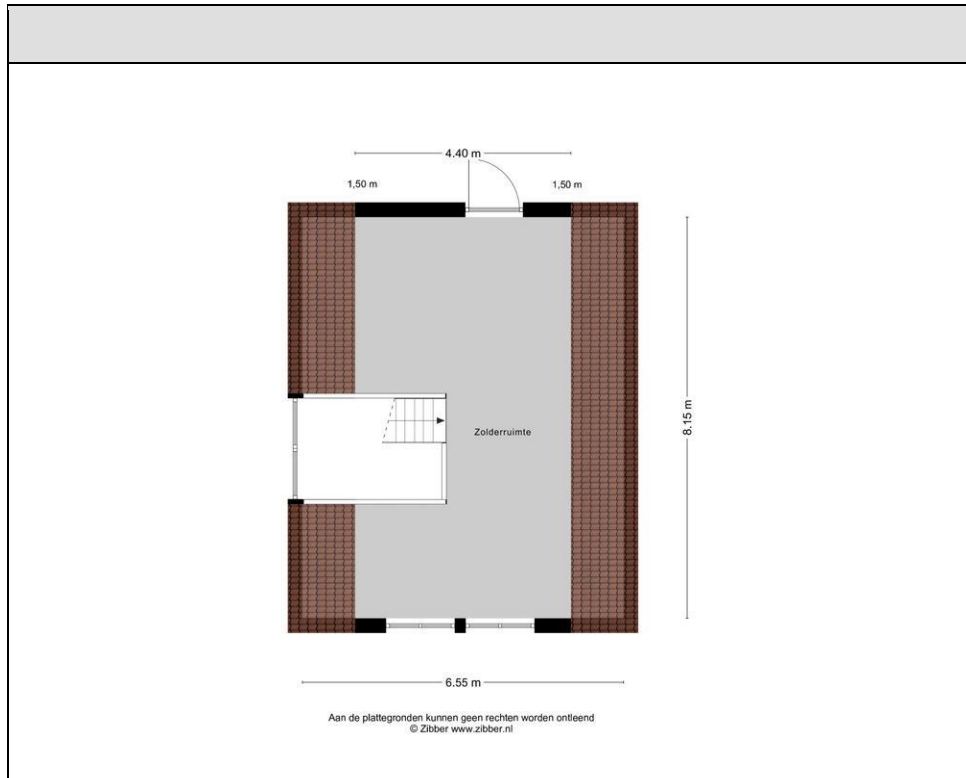 4.40 m
1,50 m
1,50 m
Zolderruimte
8.15 m
6.55 m
Aan de plattegronden kunnen geen rechten worden ontleend
© Zibber www.zibber.nl